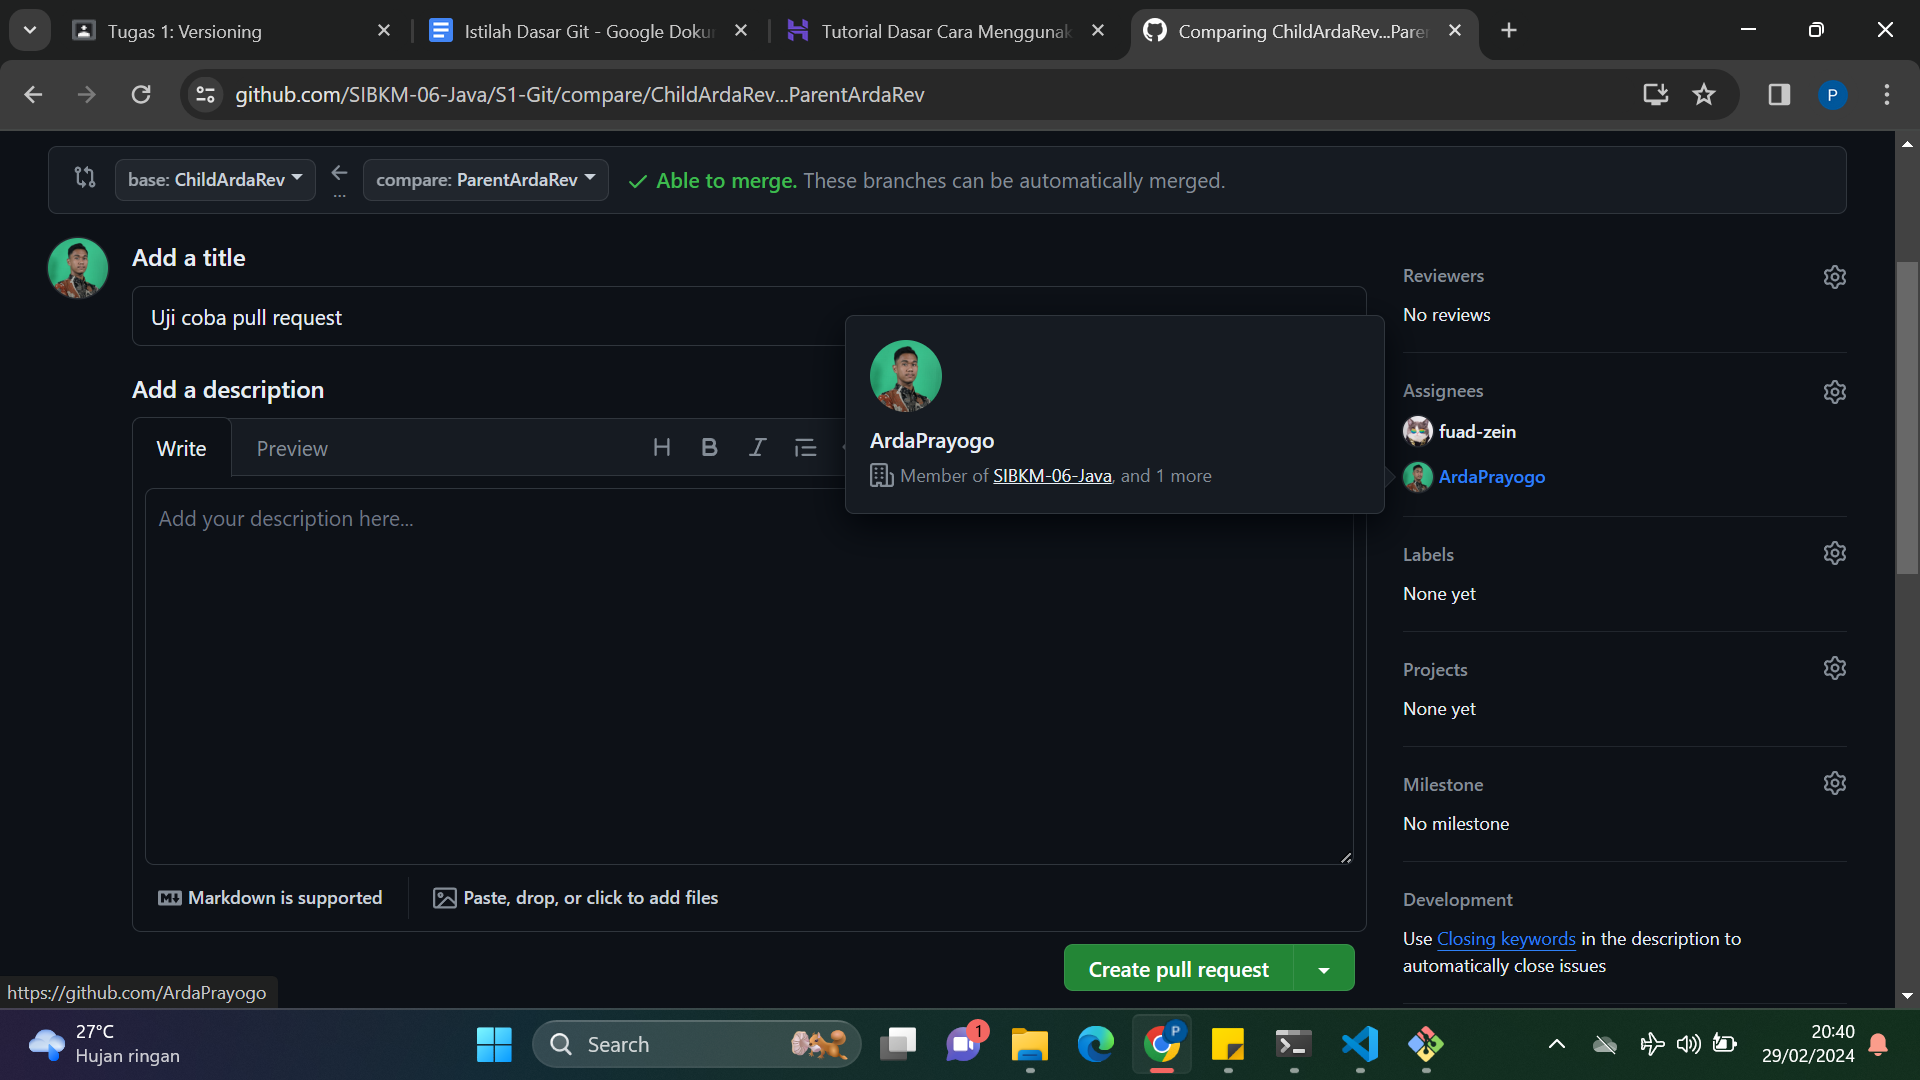 Tugas 1: Versioning
Istilah Dasar Git - Google Doku
Tutorial Dasar Cara Menggunak
Comparing ChildArdaRev...Parer
github.com/SIBKM-06-Java/S1-Git/compare/ChildArdaRev...ParentArdaRev
P
base: ChildArdaRev
...
compare: ParentArdaRev
Able to merge. These branches can be automatically merged.
Add a title
Uji coba pull request
Add a description
Write
Preview
H B I
Add your description here...
ArdaPrayogo
Member of SIBKM-06-Java, and 1 more
Markdown is supported
Paste, drop, or click to add files
Create pull request
Reviewers
No reviews
Assignees
fuad-zein
ArdaPrayogo
Labels
None yet
Projects
None yet
Milestone
No milestone
Development
Use Closing keywords in the description to
automatically close issues
https://github.com/ArdaPrayogo
27°C
Hujan ringan
Search
1
P
20:40
29/02/2024